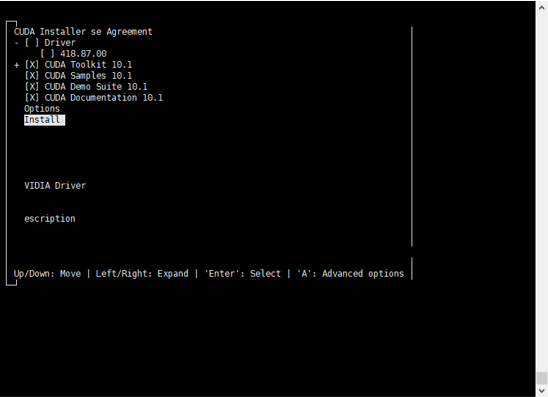 CUDA Installer se Agreement
- [ ] Driver
[ ] 418.87.00
+ [X] CUDA Toolkit 10.1
[X] CUDA Samples 10.1
[X] CUDA Demo Suite 10.1
[X] CUDA Documentation 10.1
Options
Install
VIDIA Driver
escription
Up/Down: Move | Left/Right: Expand | 'Enter': Select | 'A': Advanced options